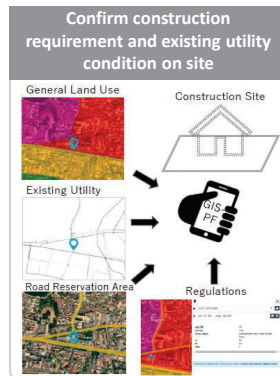 Confirm construction
requirement and existing utility
condition on site
General Land Use
Construction Site
GIS-
PF
Existing Utility
Road Reservation Area
Regulations